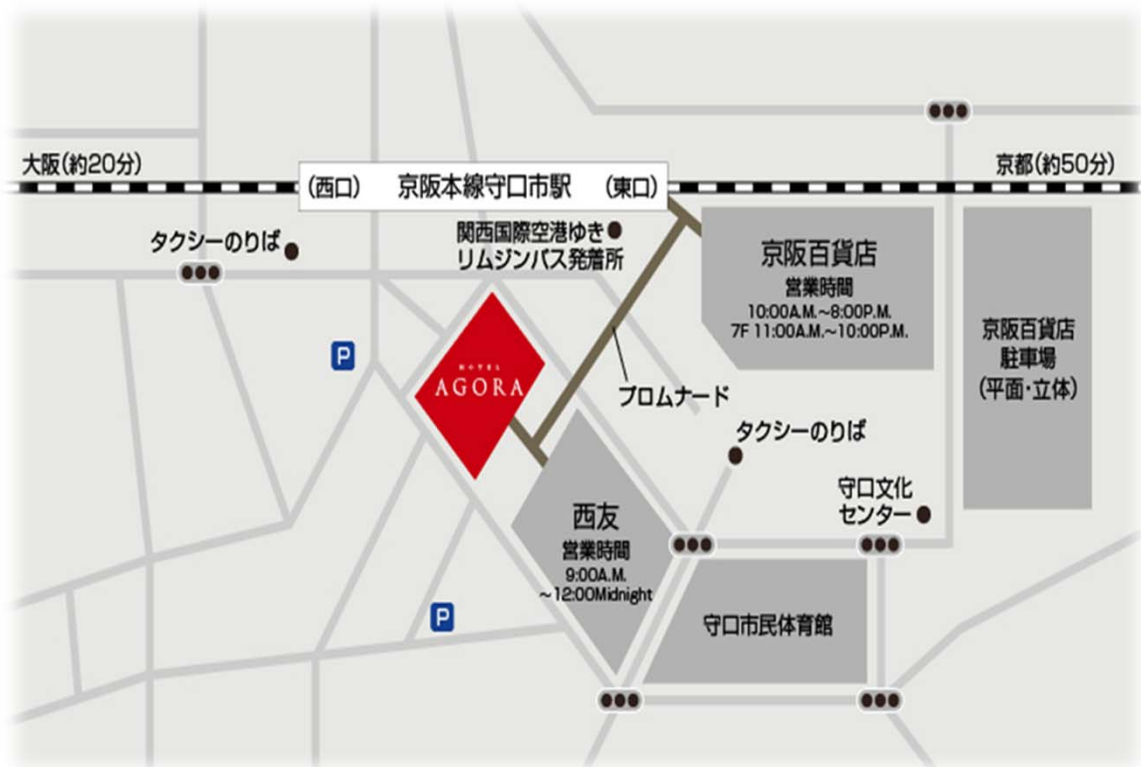 大阪(約20分)
京都(約50分)
(西口) 京阪本線守口市駅 (東口)
タクシーのりば
関西国際空港ゆき
リムジンバス発着所
京阪百貨店
営業時間
10:00A.M.~8:00P.M.
7F 11:00A.M.~10:00P.M.
京阪百貨店
駐車場
(平面・立体)
P
HOTEL
AGORA
プロムナード
タクシーのりば
守口文化
センター
西友
営業時間
9:00A.M.
~12:00Midnight
P
守口市民体育館